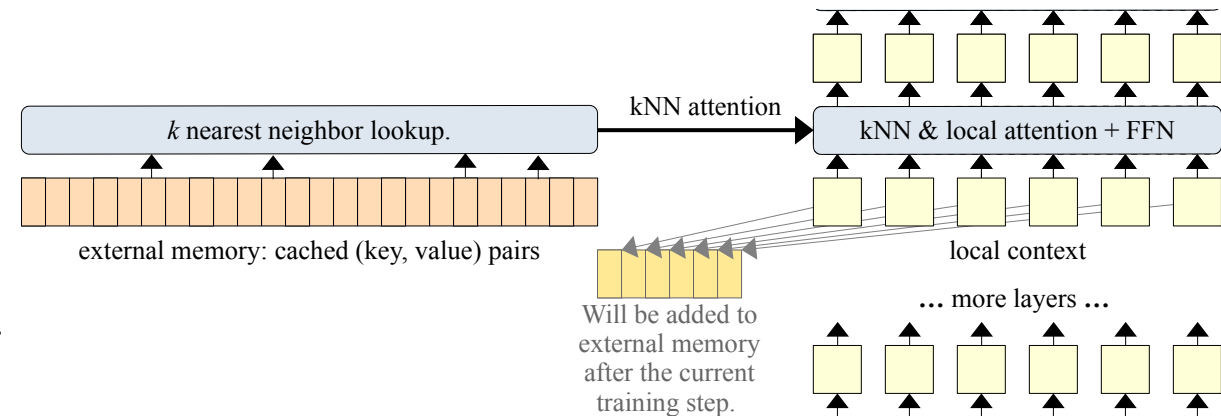 kNN attention
k nearest neighbor lookup.
kNN & local attention + FFN
external memory: cached (key, value) pairs
local context
Will be added to
external memory
after the current
training step.
... more layers ...